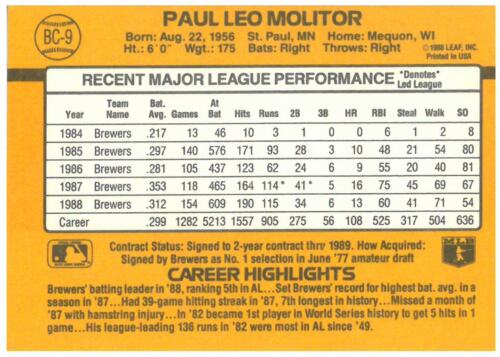 PAUL LEO MOLITOR
BC-9
Born: Aug. 22, 1956 St. Paul, MN Home: Mequon, WI
Ht.: 6'0" Wgt.: 175 Bats: Right Throws: Right
©1988 LEAF, INC.
Printed in USA
RECENT MAJOR LEAGUE PERFORMANCE *Denotes* Led League
Year Team Name Bat. Avg. Games At Bat Hits Runs 2B 3B HR RBI Steal Walk SO
1984 Brewers .217 13 46 10 3 1 0 0 6 1 2 8
1985 Brewers .297 140 576 171 93 28 3 10 48 21 54 80
1986 Brewers .281 105 437 123 62 24 6 9 55 20 40 81
1987 Brewers .353 118 465 164 114* 41* 5 16 75 45 69 67
1988 Brewers .312 154 609 190 115 34 6 13 60 41 71 54
Career .299 1282 5213 1557 905 275 56 108 525 317 504 636
Contract Status: Signed to 2-year contract thru 1989. How Acquired:
Signed by Brewers as No. 1 selection in June '77 amateur draft
MLB
CAREER HIGHLIGHTS
Brewers' batting leader in '88, ranking 5th in AL...Set Brewers' record for highest bat. avg. in a
season in '87...Had 39-game hitting streak in '87, 7th longest in history...Missed a month
of '87 with hamstring injury...In '82 became 1st player in World Series history to get 5 hits in 1
game...His league-leading 136 runs in '82 were most in AL since '49.